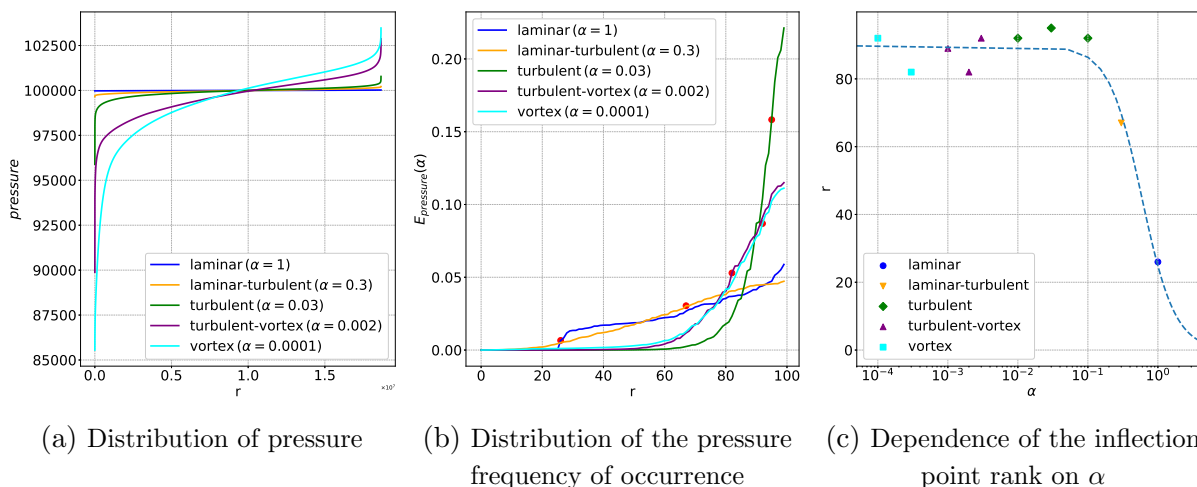 102500
100000
97500
95000
92500
90000
87500
85000
pressure
0.0
0.5
1.0
1.5
×10⁷
r
laminar (α = 1)
laminar-turbulent (α = 0.3)
turbulent (α = 0.03)
turbulent-vortex (α = 0.002)
vortex (α = 0.0001)
(a) Distribution of pressure
0.20
0.15
0.10
0.05
0.00
E_pressure(α)
0
20
40
60
80
100
r
laminar (α = 1)
laminar-turbulent (α = 0.3)
turbulent (α = 0.03)
turbulent-vortex (α = 0.002)
vortex (α = 0.0001)
(b) Distribution of the pressure
frequency of occurrence
80
60
40
20
0
r
10⁻⁴
10⁻³
10⁻²
10⁻¹
10⁰
α
laminar
laminar-turbulent
turbulent
turbulent-vortex
vortex
(c) Dependence of the inflection
point rank on α